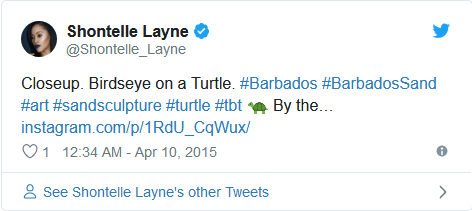 Shontelle Layne
@Shontelle_Layne
Closeup. Birdseye on a Turtle. #Barbados #BarbadosSand
#art #sandsculpture #turtle #tbt 🐢 By the…
instagram.com/p/1RdU_CqWux/
1 12:34 AM - Apr 10, 2015
See Shontelle Layne's other Tweets